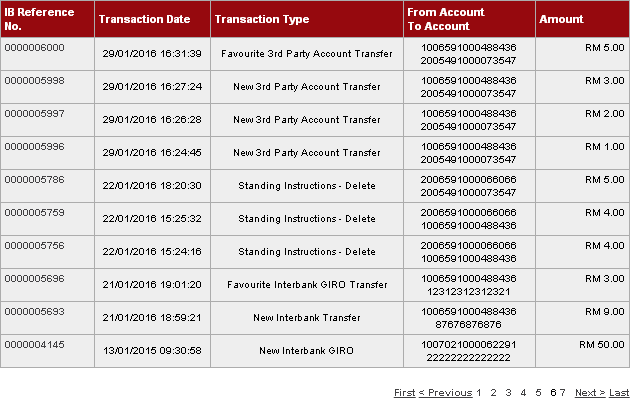 IB Reference No. Transaction Date Transaction Type From Account To Account Amount
0000006000 29/01/2016 16:31:39 Favourite 3rd Party Account Transfer 1006591000488436 2005491000073547 RM 5.00
0000005998 29/01/2016 16:27:24 New 3rd Party Account Transfer 1006591000488436 2005491000073547 RM 3.00
0000005997 29/01/2016 16:26:28 New 3rd Party Account Transfer 1006591000488436 2005491000073547 RM 2.00
0000005996 29/01/2016 16:24:45 New 3rd Party Account Transfer 1006591000488436 2005491000073547 RM 1.00
0000005786 22/01/2016 18:20:30 Standing Instructions - Delete 2006591000066066 2005491000073547 RM 5.00
0000005759 22/01/2016 15:25:32 Standing Instructions - Delete 2006591000066066 1006591000488436 RM 4.00
0000005756 22/01/2016 15:24:16 Standing Instructions - Delete 2006591000066066 1006591000488436 RM 4.00
0000005696 21/01/2016 19:01:20 Favourite Interbank GIRO Transfer 1006591000488436 12312312312321 RM 3.00
0000005693 21/01/2016 18:59:21 New Interbank Transfer 1006591000488436 87676876876 RM 9.00
0000004145 13/01/2015 09:30:58 New Interbank GIRO 1007021000062291 22222222222222 RM 50.00
First < Previous 1 2 3 4 5 6 7 Next > Last